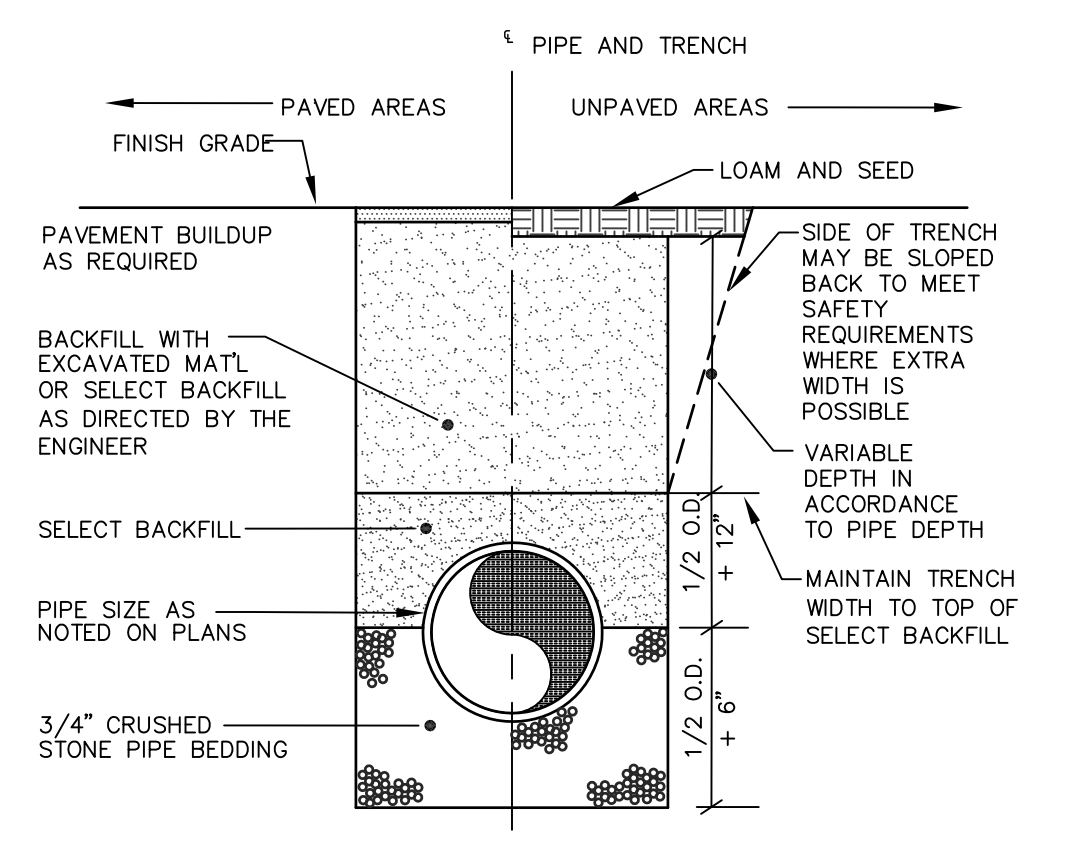 ℄ PIPE AND TRENCH
PAVED AREAS
UNPAVED AREAS
FINISH GRADE
LOAM AND SEED
PAVEMENT BUILDUP
AS REQUIRED
SIDE OF TRENCH
MAY BE SLOPED
BACK TO MEET
SAFETY
REQUIREMENTS
WHERE EXTRA
WIDTH IS
POSSIBLE
BACKFILL WITH
EXCAVATED MAT'L
OR SELECT BACKFILL
AS DIRECTED BY THE
ENGINEER
VARIABLE
DEPTH IN
ACCORDANCE
TO PIPE DEPTH
SELECT BACKFILL
1/2 O.D.
+ 12"
MAINTAIN TRENCH
WIDTH TO TOP OF
SELECT BACKFILL
PIPE SIZE AS
NOTED ON PLANS
1/2 O.D.
+ 6"
3/4" CRUSHED
STONE PIPE BEDDING